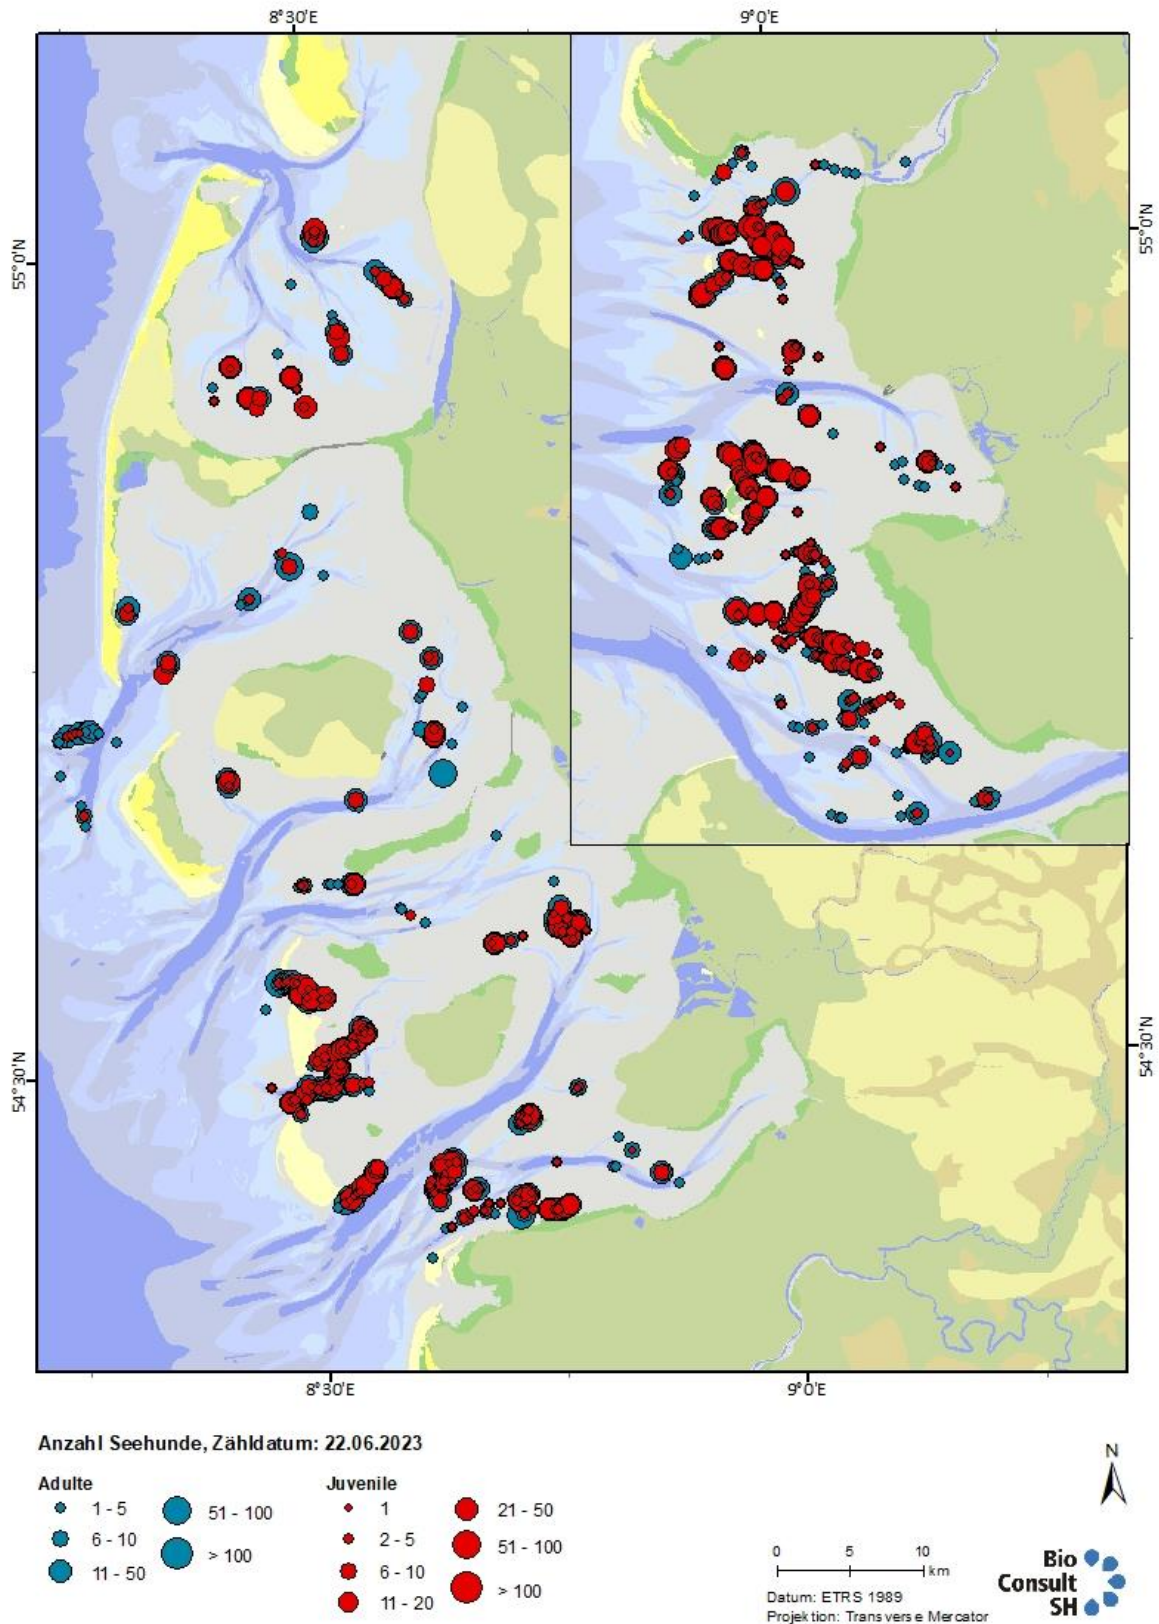 8°30'E
9°0'E
55°0'N
55°0'N
54°30'N
54°30'N
8°30'E
9°0'E
Anzahl Seehunde, Zähldatum: 22.06.2023
Adulte
1 - 5
6 - 10
11 - 50
51 - 100
> 100
Juvenile
1
2 - 5
6 - 10
11 - 20
21 - 50
51 - 100
> 100
N
0 5 10
km
Datum: ETRS 1989
Projektion: Transverse Mercator
Bio
Consult
SH